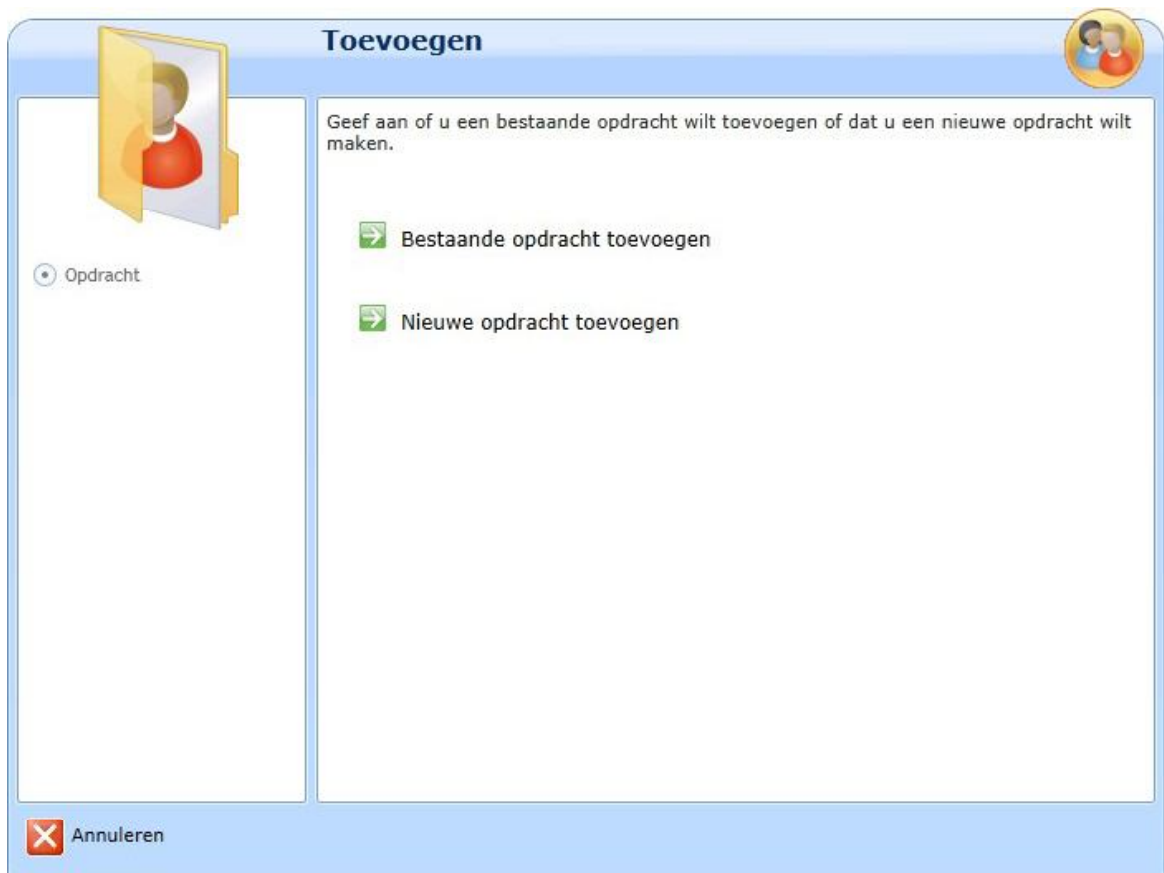 Toevoegen
Geef aan of u een bestaande opdracht wilt toevoegen of dat u een nieuwe opdracht wilt
maken.
Bestaande opdracht toevoegen
Opdracht
Nieuwe opdracht toevoegen
Annuleren